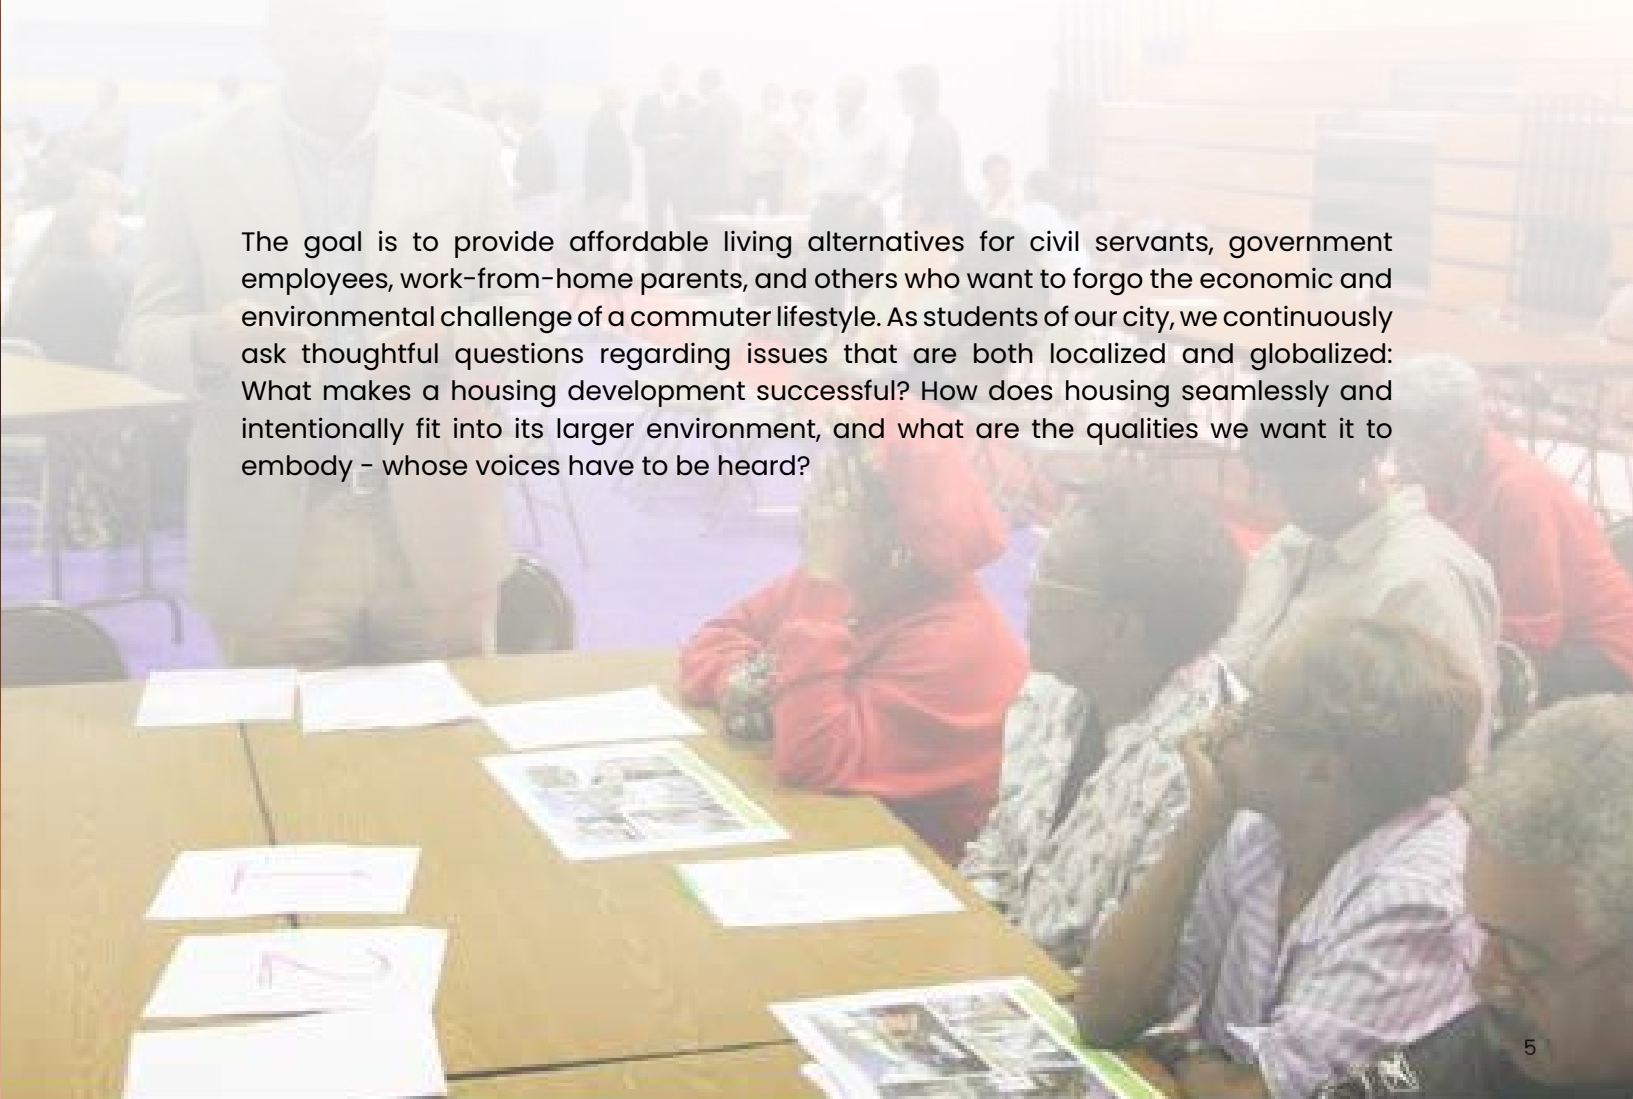 The goal is to provide affordable living alternatives for civil servants, government
employees, work-from-home parents, and others who want to forgo the economic and
environmental challenge of a commuter lifestyle. As students of our city, we continuously
ask thoughtful questions regarding issues that are both localized and globalized:
What makes a housing development successful? How does housing seamlessly and
intentionally fit into its larger environment, and what are the qualities we want it to
embody - whose voices have to be heard?
5